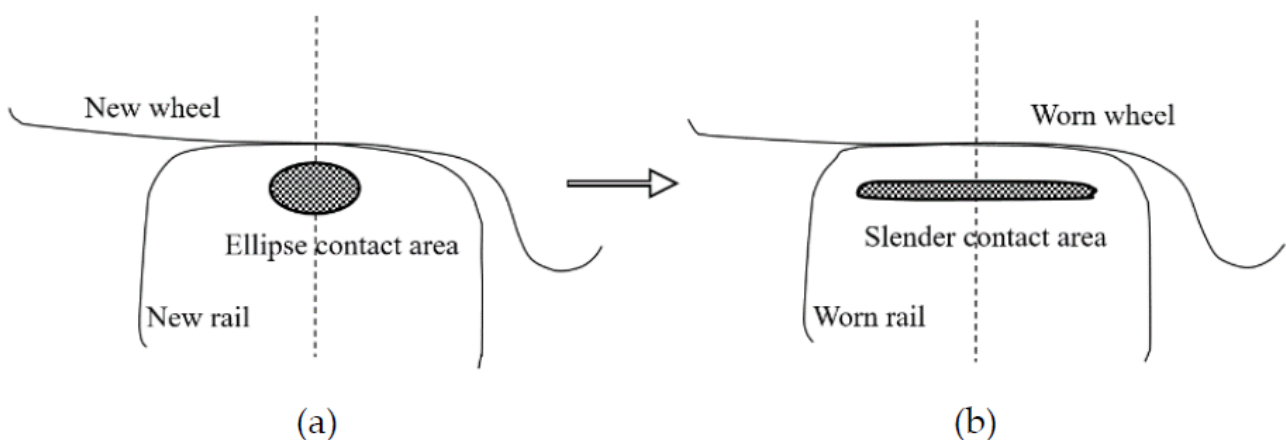 New wheel
Ellipse contact area
New rail
(a)
Worn wheel
Slender contact area
Worn rail
(b)